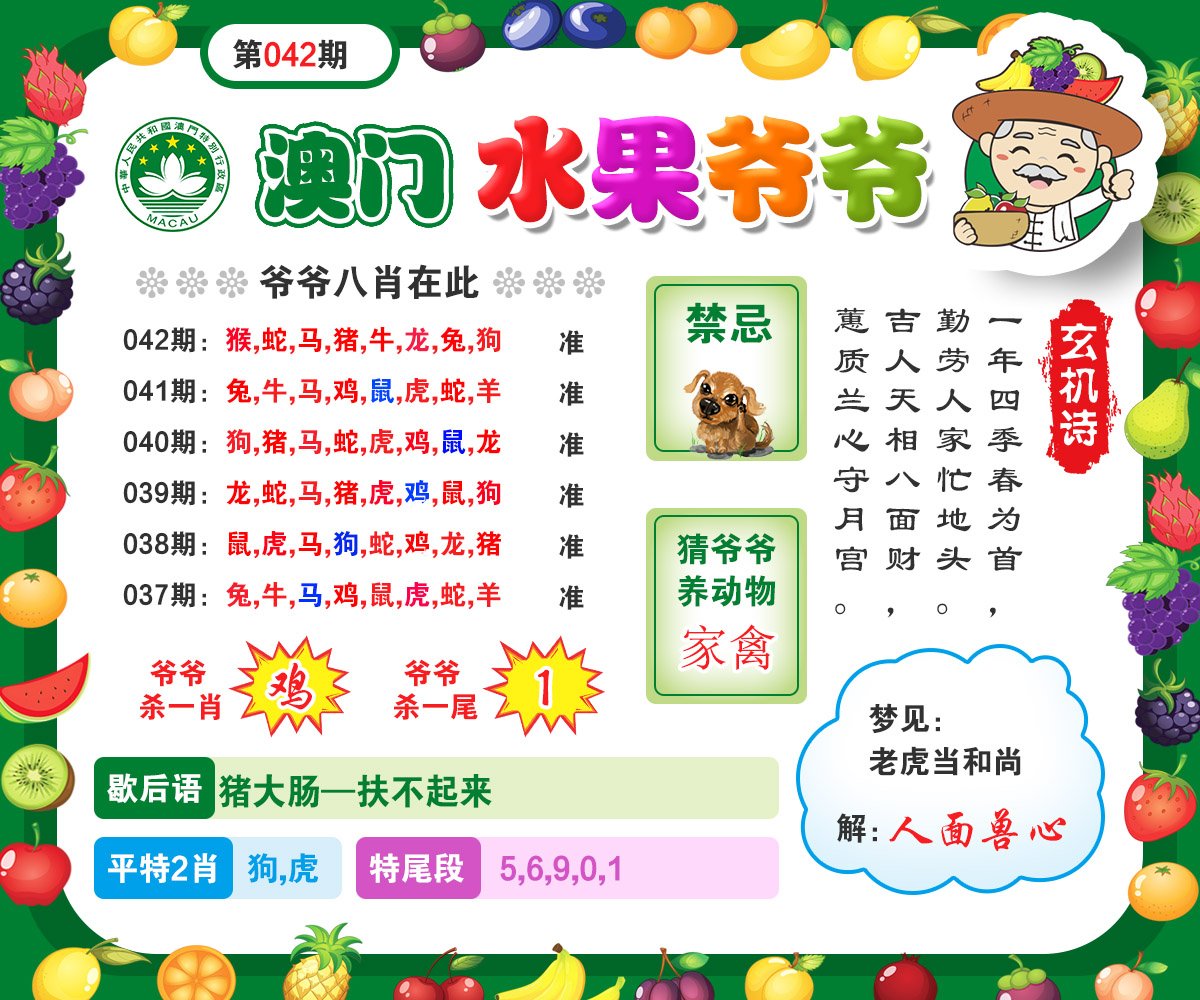 第042期
中華人民共和國澳門特別行政區
MACAU
澳门 水果爷爷
爷爷八肖在此
042期：猴,蛇,马,猪,牛,龙,兔,狗 准
041期：兔,牛,马,鸡,鼠,虎,蛇,羊 准
040期：狗,猪,马,蛇,虎,鸡,鼠,龙 准
039期：龙,蛇,马,猪,虎,鸡,鼠,狗 准
038期：鼠,虎,马,狗,蛇,鸡,龙,猪 准
037期：兔,牛,马,鸡,鼠,虎,蛇,羊 准
爷爷
杀一肖
鸡
爷爷
杀一尾
1
禁忌
猜爷爷
养动物
家禽
玄机诗
一年四季春为首，
勤劳人家忙地头。
吉人天相八面财，
蕙质兰心守月宫。
歇后语 猪大肠—扶不起来
平特2肖 狗,虎
特尾段 5,6,9,0,1
梦见：
老虎当和尚
解：人面兽心